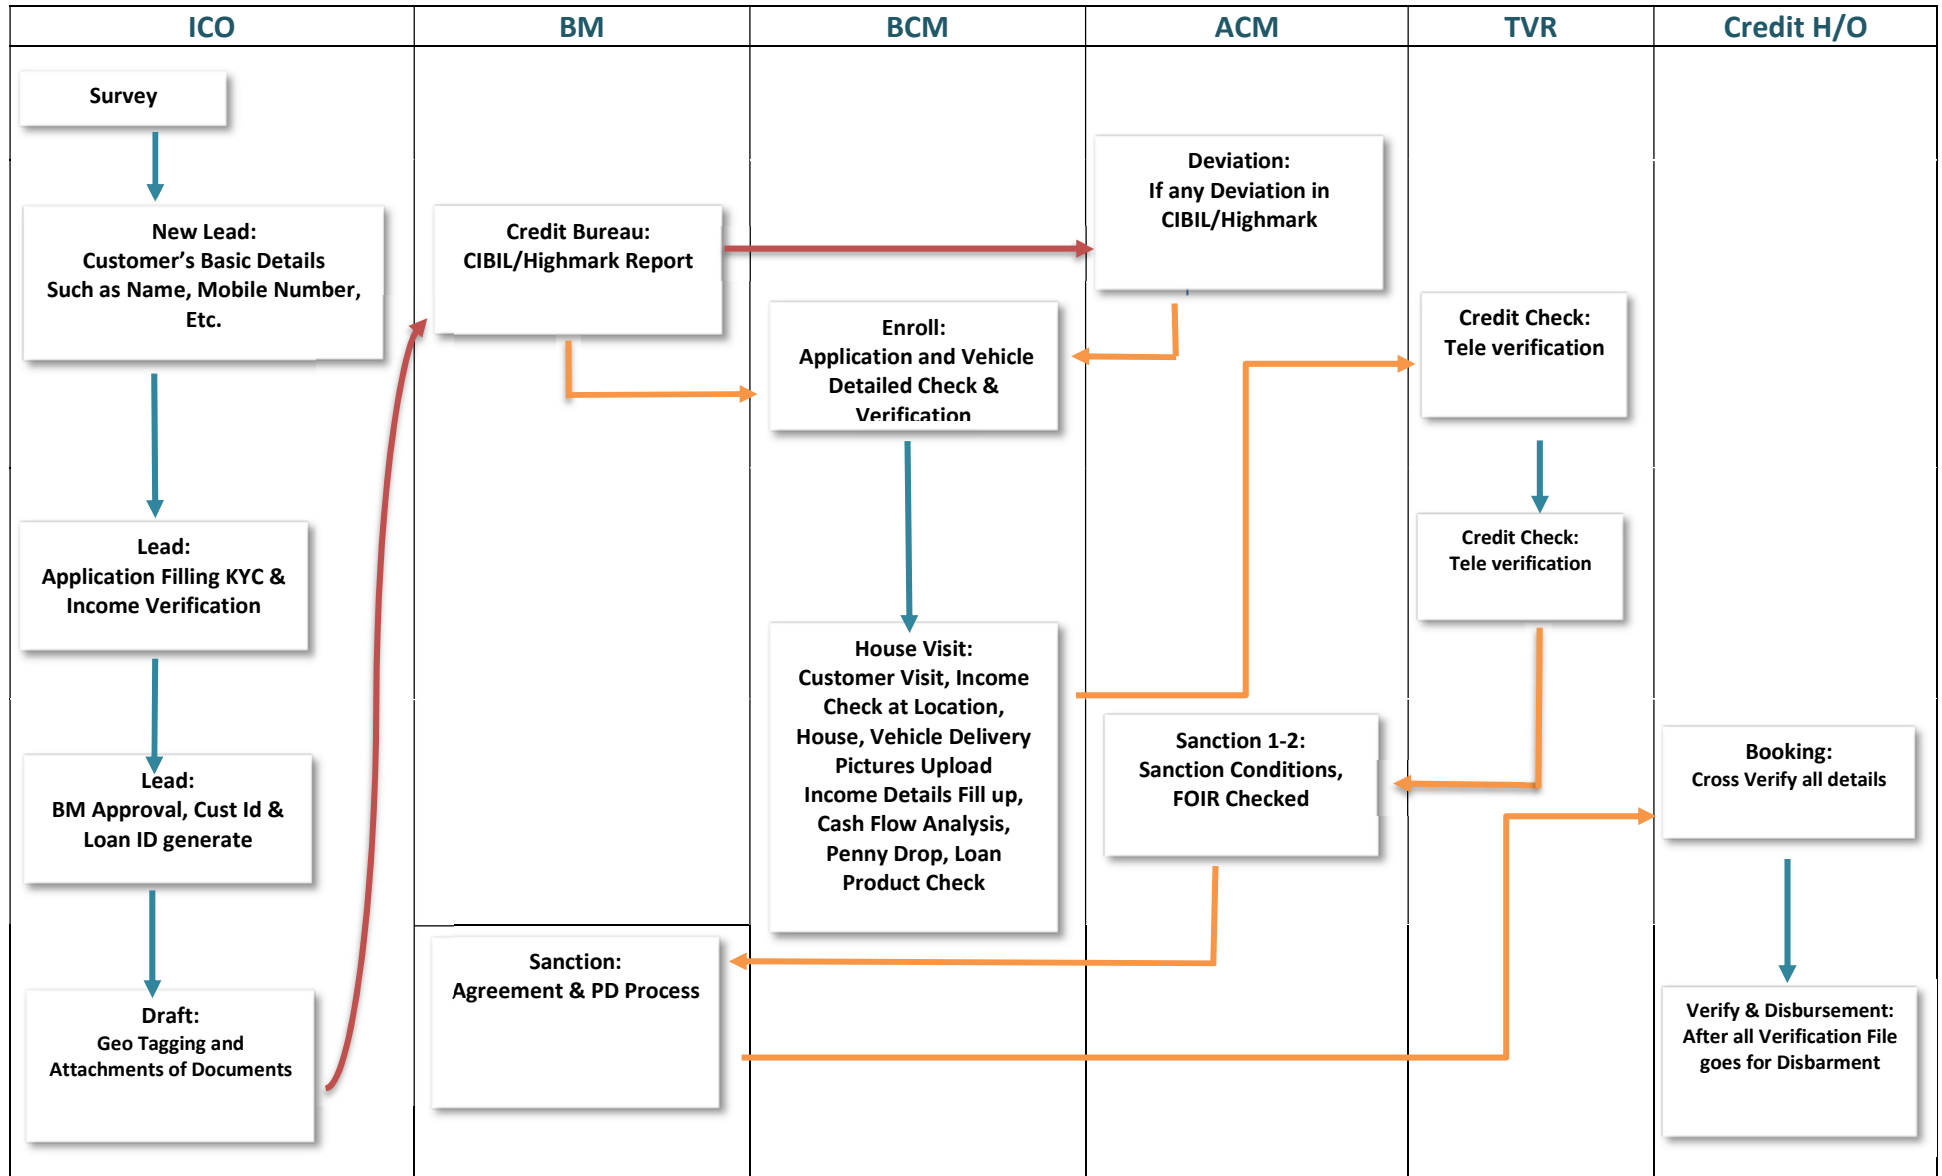 ICO
BM
BCM
ACM
TVR
Credit H/O
Survey
New Lead:
Customer’s Basic Details
Such as Name, Mobile Number,
Etc.
Lead:
Application Filling KYC &
Income Verification
Lead:
BM Approval, Cust Id &
Loan ID generate
Draft:
Geo Tagging and
Attachments of Documents
Credit Bureau:
CIBIL/Highmark Report
Sanction:
Agreement & PD Process
Enroll:
Application and Vehicle
Detailed Check &
Verification
House Visit:
Customer Visit, Income
Check at Location,
House, Vehicle Delivery
Pictures Upload
Income Details Fill up,
Cash Flow Analysis,
Penny Drop, Loan
Product Check
Deviation:
If any Deviation in
CIBIL/Highmark
Sanction 1-2:
Sanction Conditions,
FOIR Checked
Credit Check:
Tele verification
Credit Check:
Tele verification
Booking:
Cross Verify all details
Verify & Disbursement:
After all Verification File
goes for Disbarment